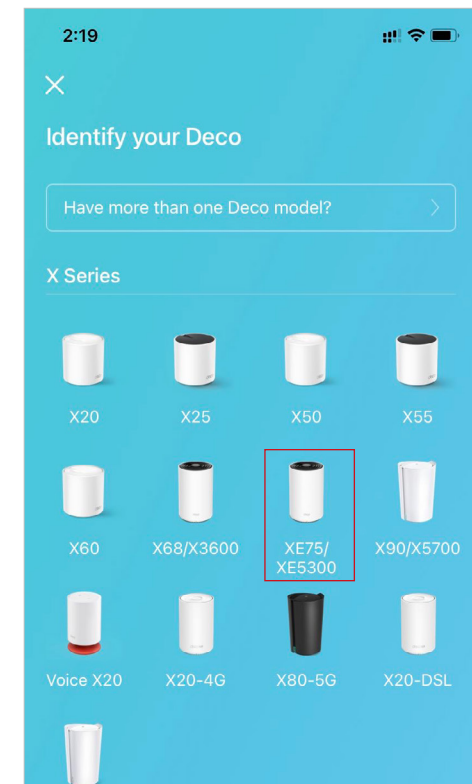 2:19
Identify your Deco
Have more than one Deco model?
X Series
X20
X25
X50
X55
X60
X68/X3600
XE75/
XE5300
X90/X5700
Voice X20
X20-4G
X80-5G
X20-DSL